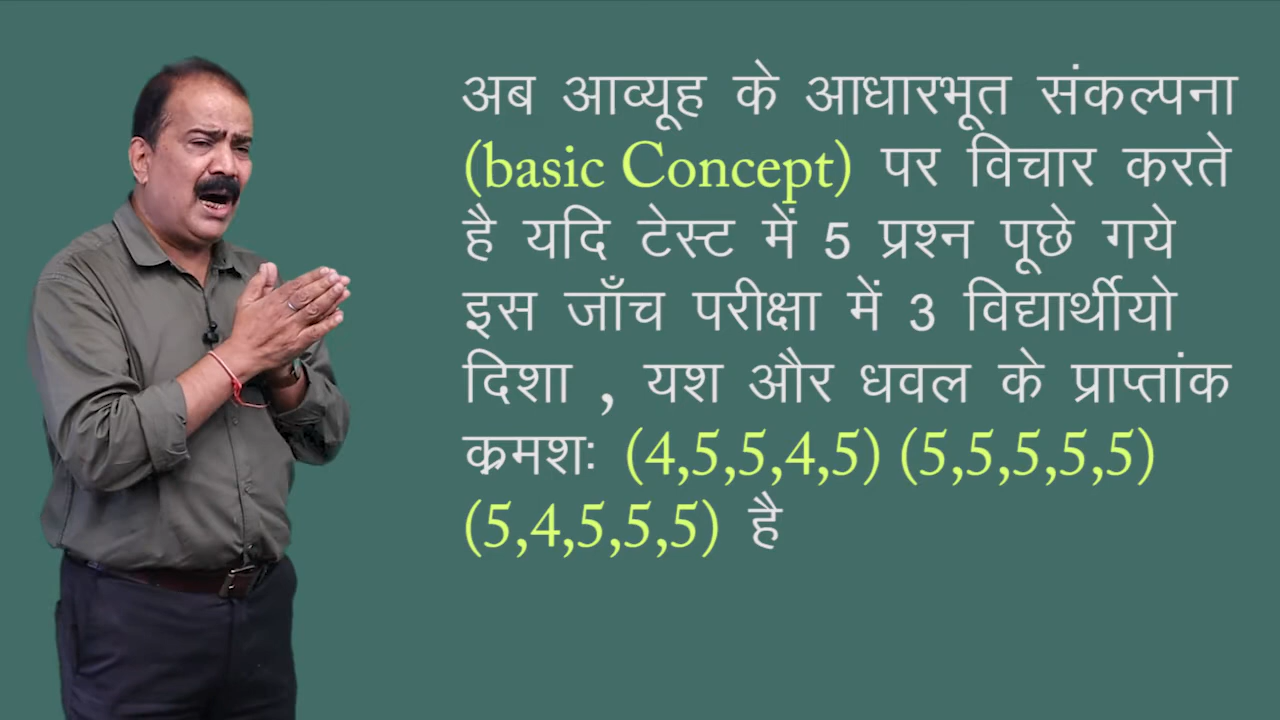 अब आव्यूह के आधारभूत संकल्पना
(basic Concept) पर विचार करते
है यदि टेस्ट में 5 प्रश्न पूछे गये
इस जाँच परीक्षा में 3 विद्यार्थीयो
दिशा , यश और धवल के प्राप्तांक
क्रमशः (4,5,5,4,5) (5,5,5,5,5)
(5,4,5,5,5) है